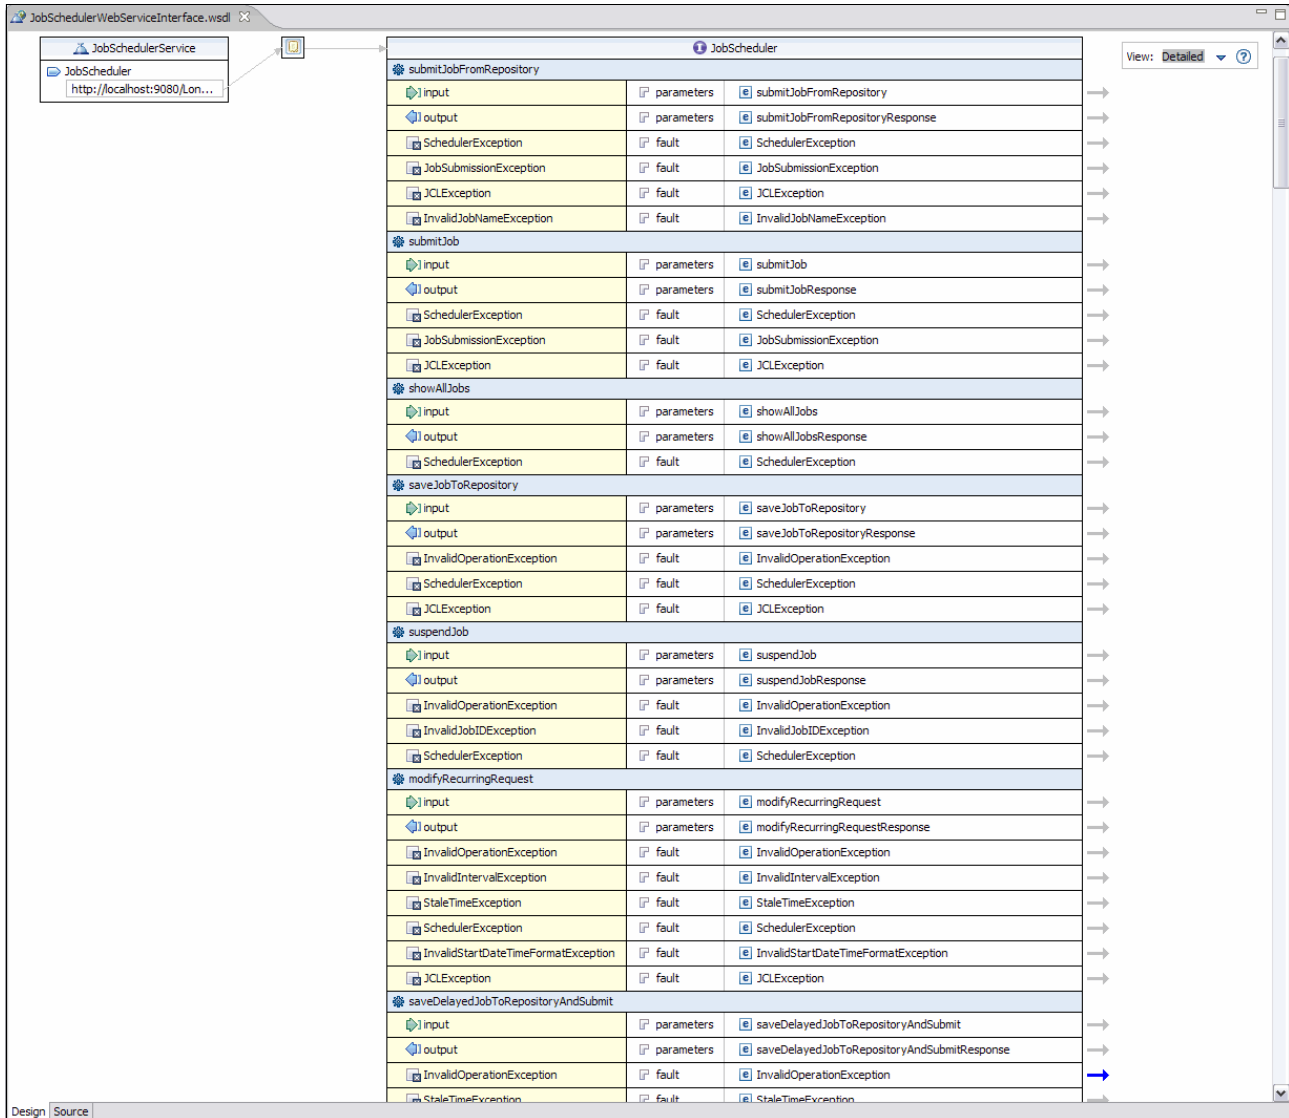 JobSchedulerWebServiceInterface.wsdl
JobSchedulerService
JobScheduler
http://localhost:9080/Lon...
JobScheduler
View: Detailed
submitJobFromRepository
input parameters submitJobFromRepository
output parameters submitJobFromRepositoryResponse
SchedulerException fault SchedulerException
JobSubmissionException fault JobSubmissionException
JCLException fault JCLException
InvalidJobNameException fault InvalidJobNameException
submitJob
input parameters submitJob
output parameters submitJobResponse
SchedulerException fault SchedulerException
JobSubmissionException fault JobSubmissionException
JCLException fault JCLException
showAllJobs
input parameters showAllJobs
output parameters showAllJobsResponse
SchedulerException fault SchedulerException
saveJobToRepository
input parameters saveJobToRepository
output parameters saveJobToRepositoryResponse
InvalidOperationException fault InvalidOperationException
SchedulerException fault SchedulerException
JCLException fault JCLException
suspendJob
input parameters suspendJob
output parameters suspendJobResponse
InvalidOperationException fault InvalidOperationException
InvalidJobIDException fault InvalidJobIDException
SchedulerException fault SchedulerException
modifyRecurringRequest
input parameters modifyRecurringRequest
output parameters modifyRecurringRequestResponse
InvalidOperationException fault InvalidOperationException
InvalidIntervalException fault InvalidIntervalException
StaleTimeException fault StaleTimeException
SchedulerException fault SchedulerException
InvalidStartDateTimeFormatException fault InvalidStartDateTimeFormatException
JCLException fault JCLException
saveDelayedJobToRepositoryAndSubmit
input parameters saveDelayedJobToRepositoryAndSubmit
output parameters saveDelayedJobToRepositoryAndSubmitResponse
InvalidOperationException fault InvalidOperationException
StaleTimeException fault StaleTimeException
Design Source